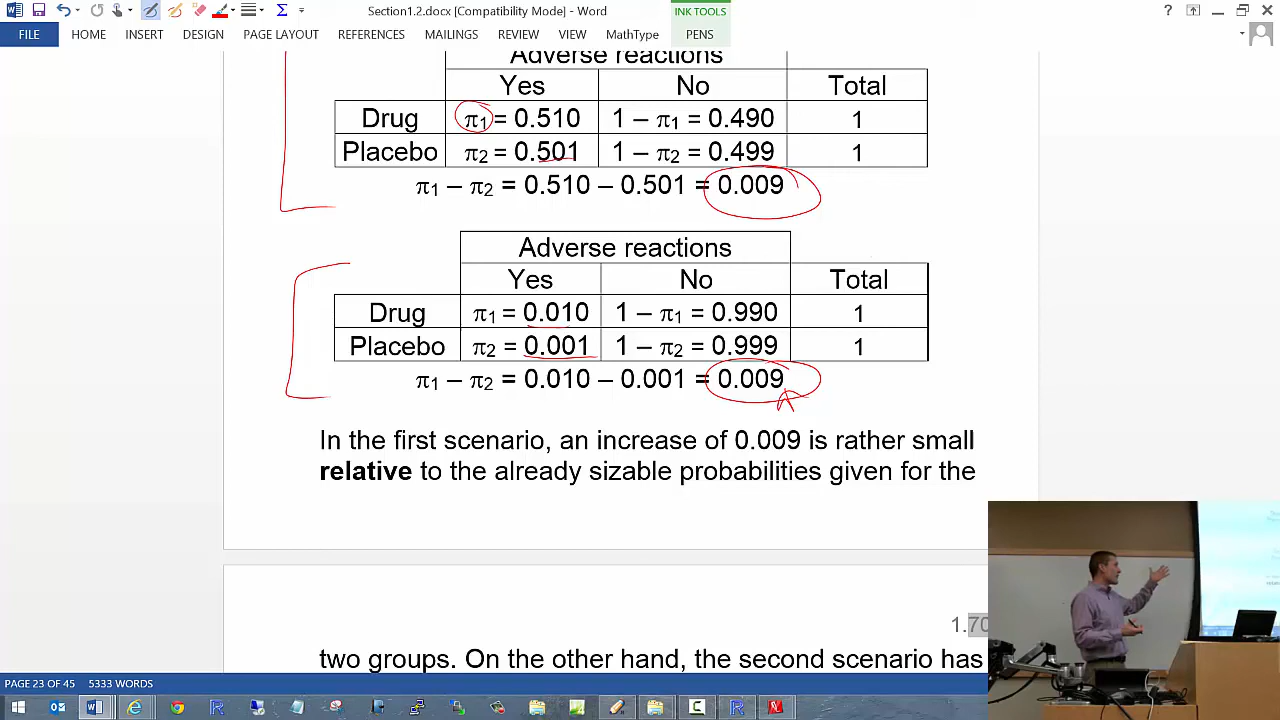 Section1.2.docx [Compatibility Mode] - Word
INK TOOLS
FILE HOME INSERT DESIGN PAGE LAYOUT REFERENCES MAILINGS REVIEW VIEW MathType PENS
Adverse reactions
Yes No Total
Drug π1 = 0.510 1 – π1 = 0.490 1
Placebo π2 = 0.501 1 – π2 = 0.499 1
π1 – π2 = 0.510 – 0.501 = 0.009
Adverse reactions
Yes No Total
Drug π1 = 0.010 1 – π1 = 0.990 1
Placebo π2 = 0.001 1 – π2 = 0.999 1
π1 – π2 = 0.010 – 0.001 = 0.009
In the first scenario, an increase of 0.009 is rather small
relative to the already sizable probabilities given for the
1.70
two groups. On the other hand, the second scenario has
PAGE 23 OF 45 5333 WORDS